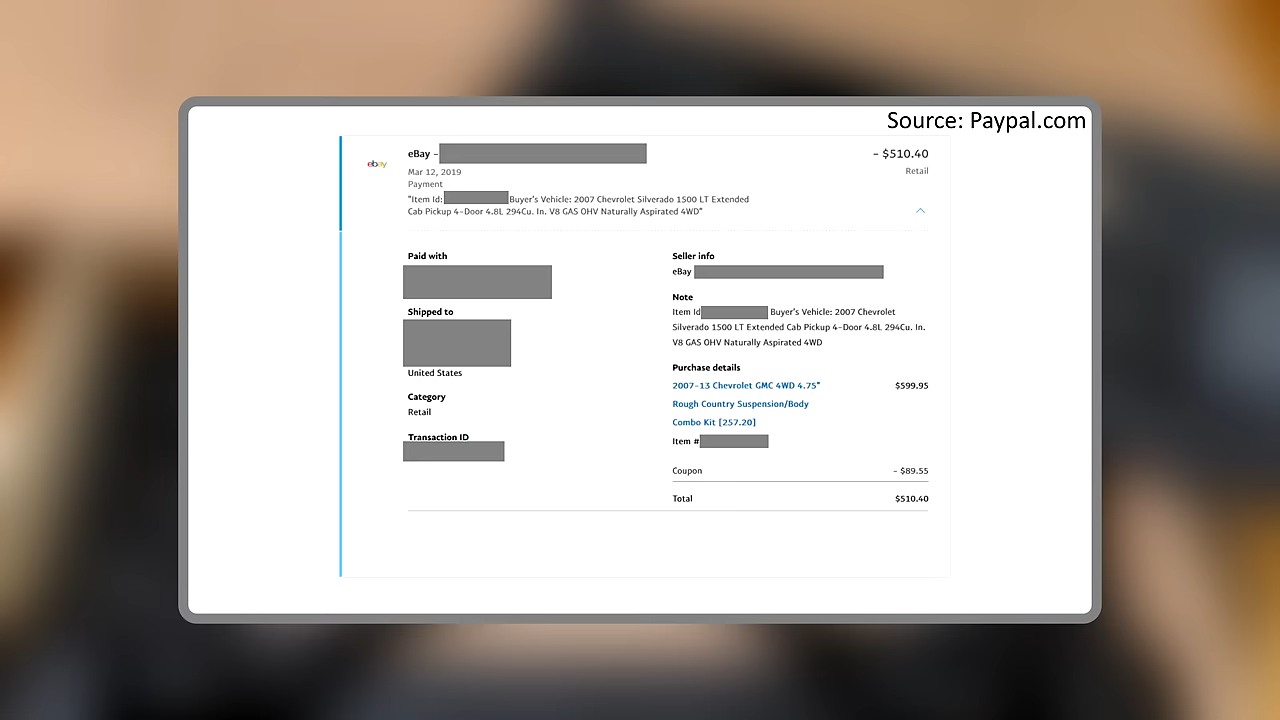 Source: Paypal.com
ebay
eBay –
– $510.40
Mar 12, 2019
Retail
Payment
"Item Id: Buyer's Vehicle: 2007 Chevrolet Silverado 1500 LT Extended
Cab Pickup 4-Door 4.8L 294Cu. In. V8 GAS OHV Naturally Aspirated 4WD"
Paid with
Shipped to
United States
Category
Retail
Transaction ID
Seller info
eBay
Note
Item Id Buyer's Vehicle: 2007 Chevrolet
Silverado 1500 LT Extended Cab Pickup 4-Door 4.8L 294Cu. In.
V8 GAS OHV Naturally Aspirated 4WD
Purchase details
2007-13 Chevrolet GMC 4WD 4.75" $599.95
Rough Country Suspension/Body
Combo Kit [257.20]
Item #
Coupon – $89.55
Total $510.40